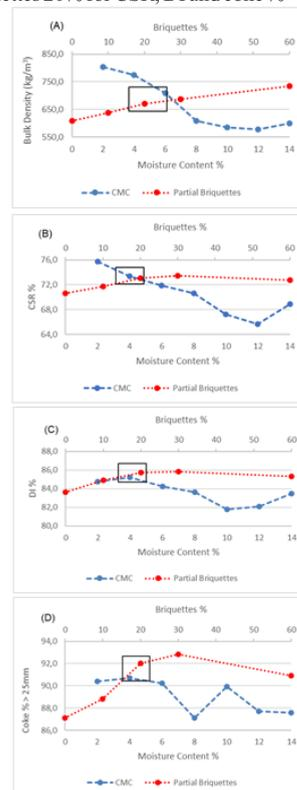 (A)
Briquettes %
0 10 20 30 40 50 60
850,0
750,0
650,0
550,0
Bulk Density (kg/m³)
0 2 4 6 8 10 12 14
Moisture Content %
CMC Partial Briquettes
(B)
Briquettes %
0 10 20 30 40 50 60
76,0
72,0
68,0
64,0
CSR %
0 2 4 6 8 10 12 14
Moisture Content %
CMC Partial Briquettes
(C)
Briquettes %
0 10 20 30 40 50 60
88,0
86,0
84,0
82,0
80,0
DI %
0 2 4 6 8 10 12 14
Moisture Content %
CMC Partial Briquettes
(D)
Briquettes %
0 10 20 30 40 50 60
94,0
92,0
90,0
88,0
86,0
Coke % > 25mm
0 2 4 6 8 10 12 14
Moisture Content %
CMC Partial Briquettes